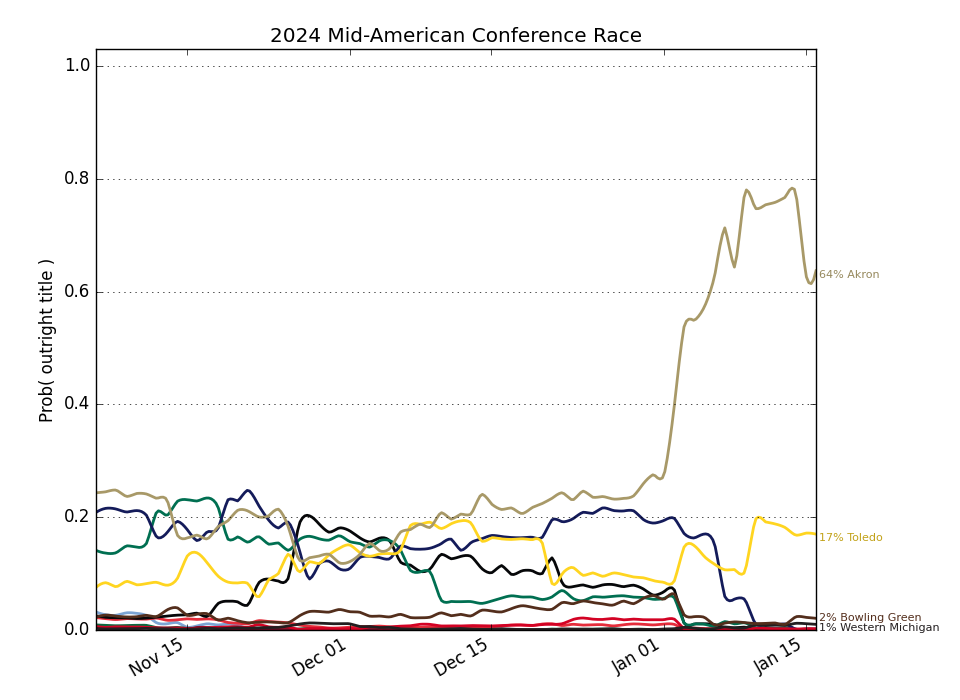 2024 Mid-American Conference Race
1.0
0.8
0.6
0.4
0.2
0.0
Prob( outright title )
64% Akron
17% Toledo
2% Bowling Green
1% Western Michigan
Nov 15
Dec 01
Dec 15
Jan 01
Jan 15